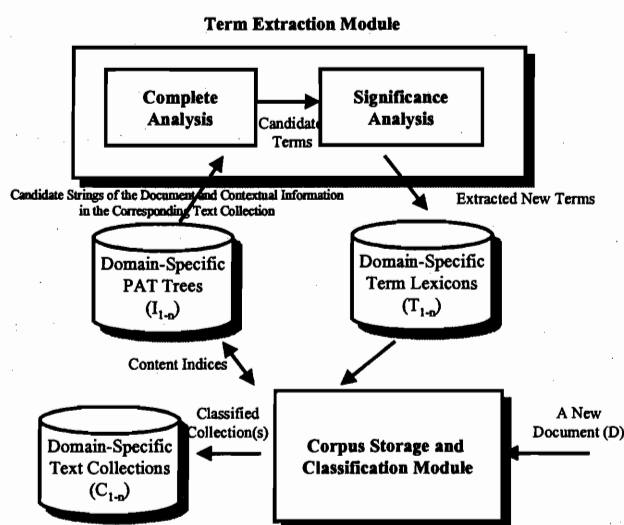 Term Extraction Module
Complete
Analysis
Candidate
Terms
Significance
Analysis
Candidate Strings of the Document and Contextual Information
in the Corresponding Text Collection
Extracted New Terms
Domain-Specific
PAT Trees
(I1-n)
Domain-Specific
Term Lexicons
(T1-n)
Content Indices
Classified
Collection(s)
Domain-Specific
Text Collections
(C1-n)
Corpus Storage and
Classification Module
A New
Document (D)